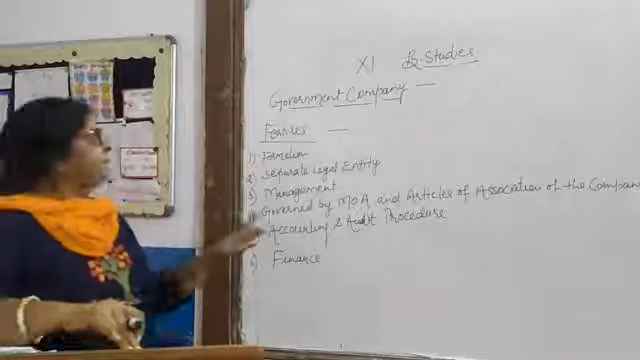 XI B.Studies
Government Company —
Features —
1) Formation
2) Separate Legal Entity
3) Management
4) Governed by MOA and Articles of Association of the Company
Accounting & Audit Procedure
6) Finance